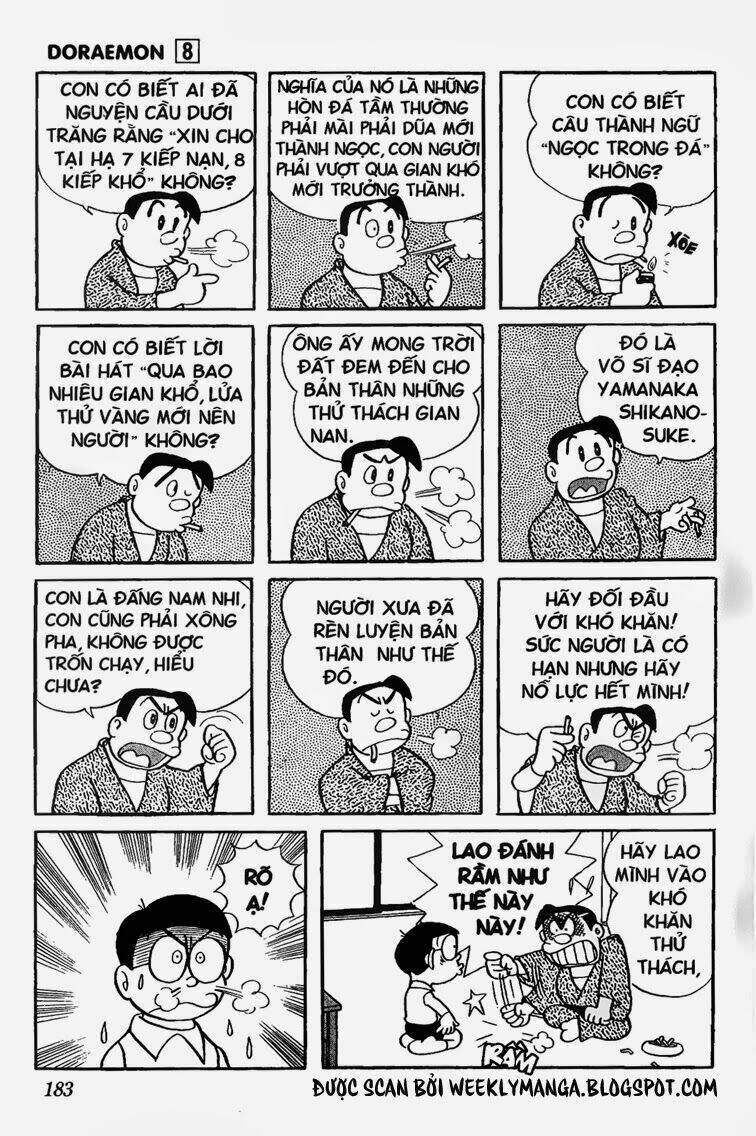 DORAEMON 8
CON CÓ BIẾT
CÂU THÀNH NGỮ
"NGỌC TRONG ĐÁ"
KHÔNG?
XÒE
NGHĨA CỦA NÓ LÀ NHỮNG
HÒN ĐÁ TẦM THƯỜNG
PHẢI MÀI PHẢI DŨA MỚI
THÀNH NGỌC, CON NGƯỜI
PHẢI VƯỢT QUA GIAN KHÓ
MỚI TRƯỞNG THÀNH.
CON CÓ BIẾT AI ĐÃ
NGUYỆN CẦU DƯỚI
TRĂNG RẰNG "XIN CHO
TẠI HẠ 7 KIẾP NẠN, 8
KIẾP KHỔ" KHÔNG?
ĐÓ LÀ
VÕ SĨ ĐẠO
YAMANAKA
SHIKANO-
SUKE.
ÔNG ẤY MONG TRỜI
ĐẤT ĐEM ĐẾN CHO
BẢN THÂN NHỮNG
THỬ THÁCH GIAN
NAN.
CON CÓ BIẾT LỜI
BÀI HÁT "QUA BAO
NHIÊU GIAN KHỔ, LỬA
THỬ VÀNG MỚI NÊN
NGƯỜI" KHÔNG?
HÃY ĐỐI ĐẦU
VỚI KHÓ KHĂN!
SỨC NGƯỜI LÀ CÓ
HẠN NHƯNG HÃY
NỔ LỰC HẾT MÌNH!
NGƯỜI XƯA ĐÃ
RÈN LUYỆN BẢN
THÂN NHƯ THẾ
ĐÓ.
CON LÀ ĐẤNG NAM NHI,
CON CŨNG PHẢI XÔNG
PHA, KHÔNG ĐƯỢC
TRỐN CHẠY, HIỂU
CHƯA?
HÃY LAO
MÌNH VÀO
KHÓ
KHĂN
THỬ
THÁCH,
LAO ĐÁNH
RẦM NHƯ
THẾ NÀY
NÀY!
RẦM
RÕ
Ạ!
183
ĐƯỢC SCAN BỞI WEEKLYMANGA.BLOGSPOT.COM